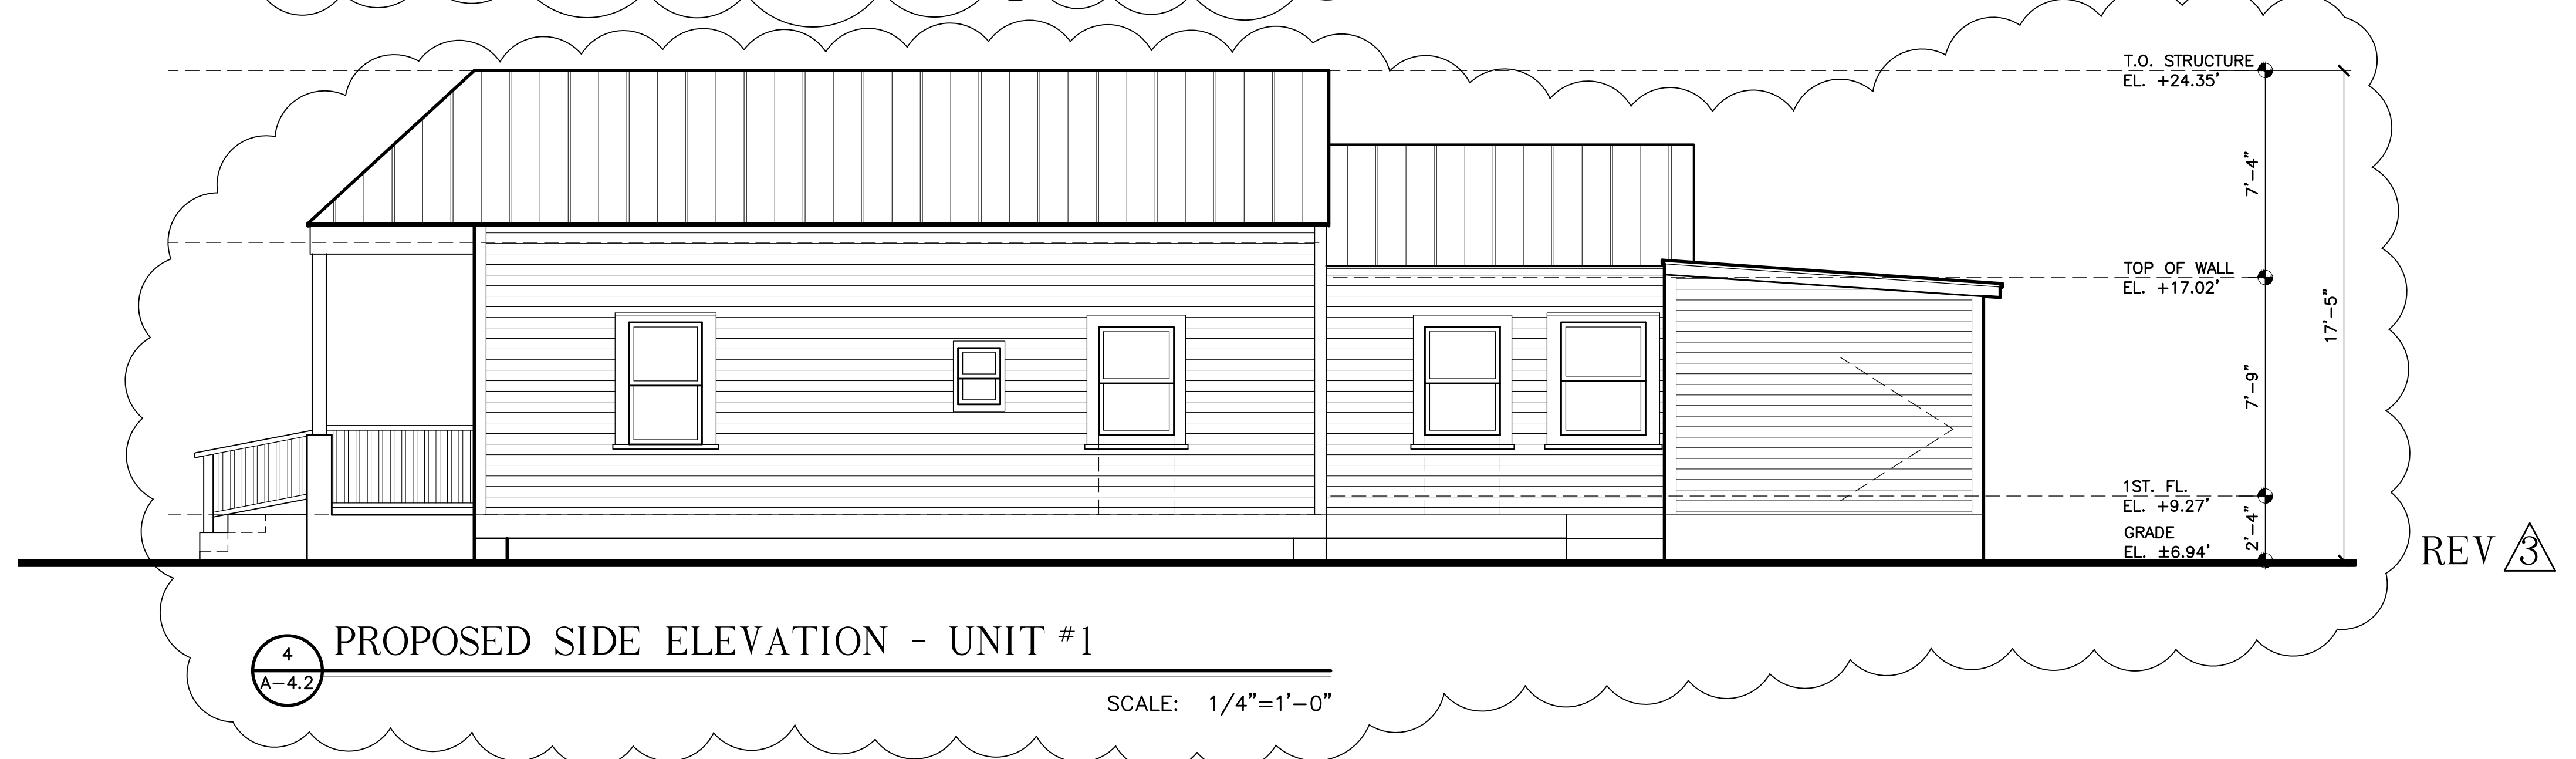 T.O. STRUCTURE
EL. +24.35'
7'-4"
TOP OF WALL
EL. +17.02'
17'-5"
7'-9"
1ST. FL.
EL. +9.27'
2'-4"
GRADE
EL. ±6.94'
REV 3
4
A-4.2
PROPOSED SIDE ELEVATION - UNIT #1
SCALE: 1/4"=1'-0"